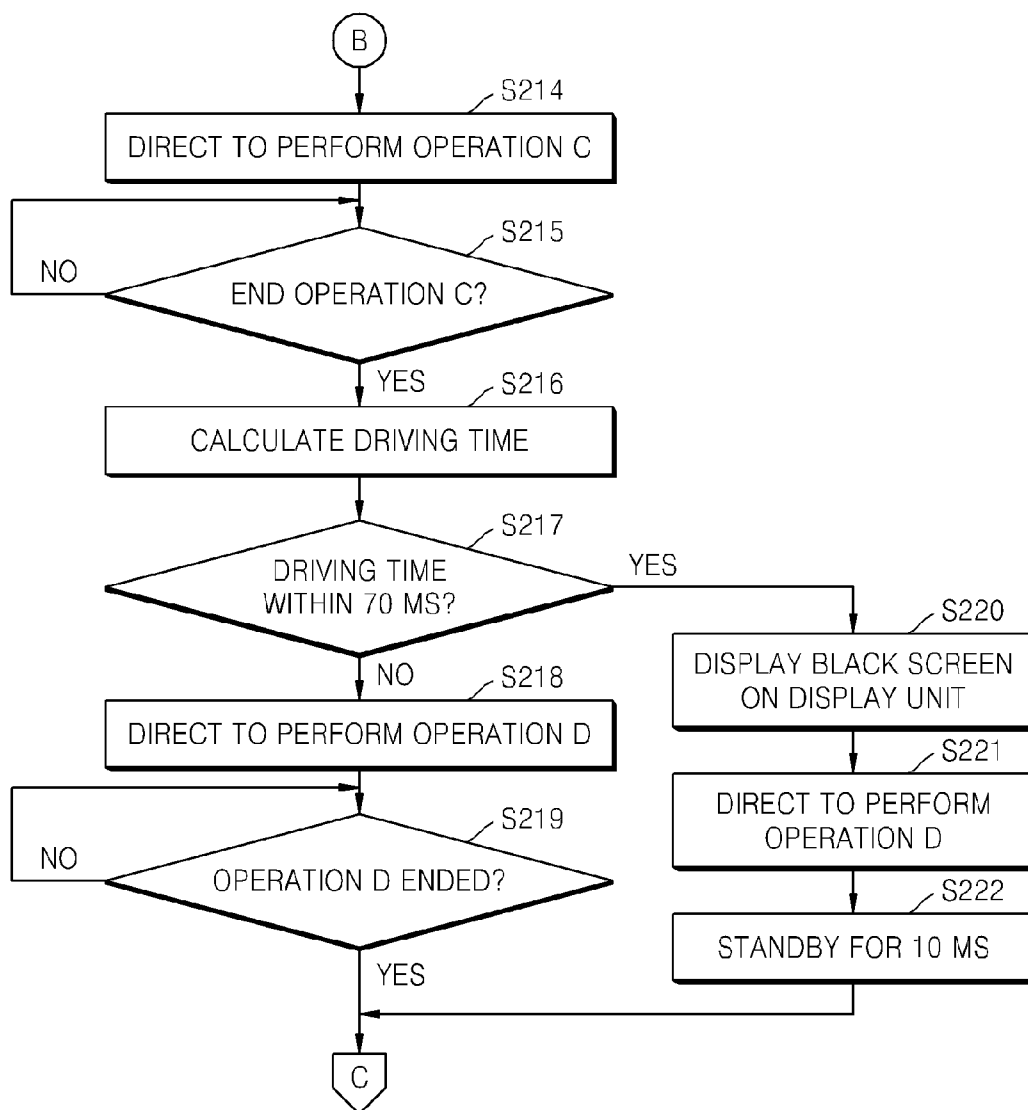 B
S214
DIRECT TO PERFORM OPERATION C
S215
NO
END OPERATION C?
YES
S216
CALCULATE DRIVING TIME
S217
DRIVING TIME
WITHIN 70 MS?
YES
NO
S218
DIRECT TO PERFORM OPERATION D
S219
NO
OPERATION D ENDED?
YES
S220
DISPLAY BLACK SCREEN
ON DISPLAY UNIT
S221
DIRECT TO PERFORM
OPERATION D
S222
STANDBY FOR 10 MS
C